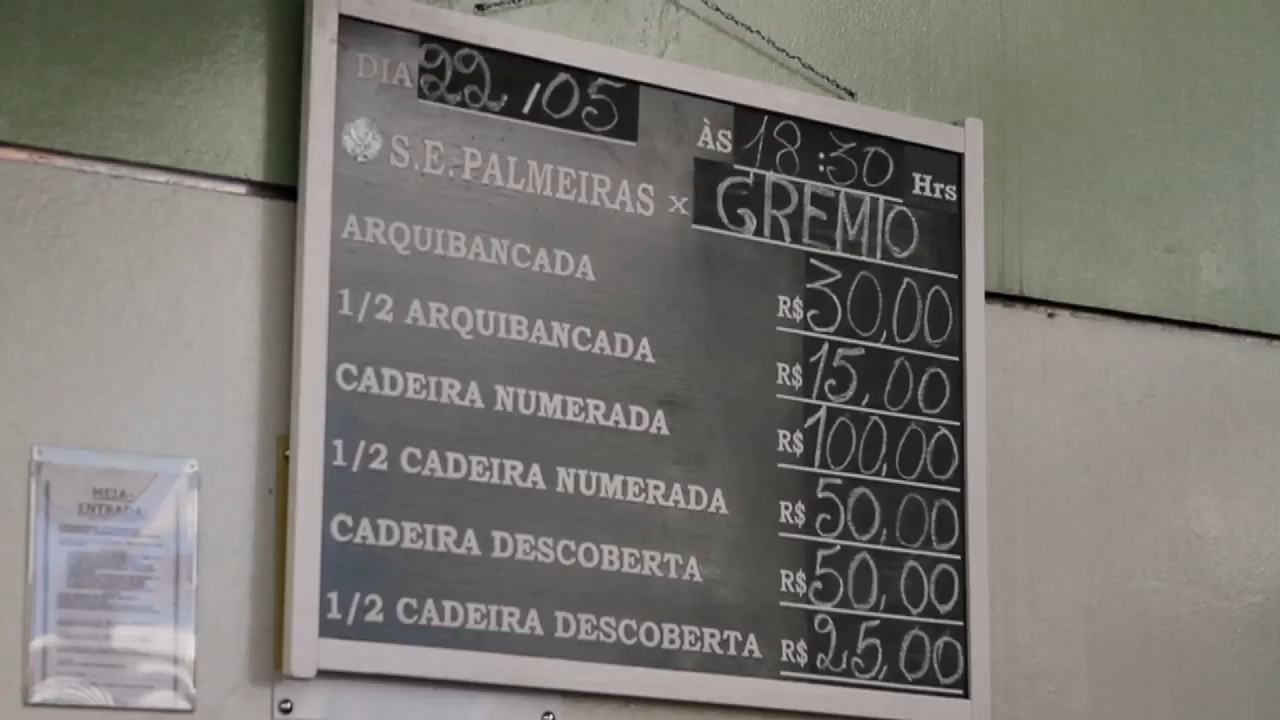 DIA 22/05 ÀS 18:30 Hrs
S.E. PALMEIRAS x GREMIO
ARQUIBANCADA R$ 30,00
1/2 ARQUIBANCADA R$ 15,00
CADEIRA NUMERADA R$ 100,00
1/2 CADEIRA NUMERADA R$ 50,00
CADEIRA DESCOBERTA R$ 50,00
1/2 CADEIRA DESCOBERTA R$ 25,00
MEIA-
ENTRADA